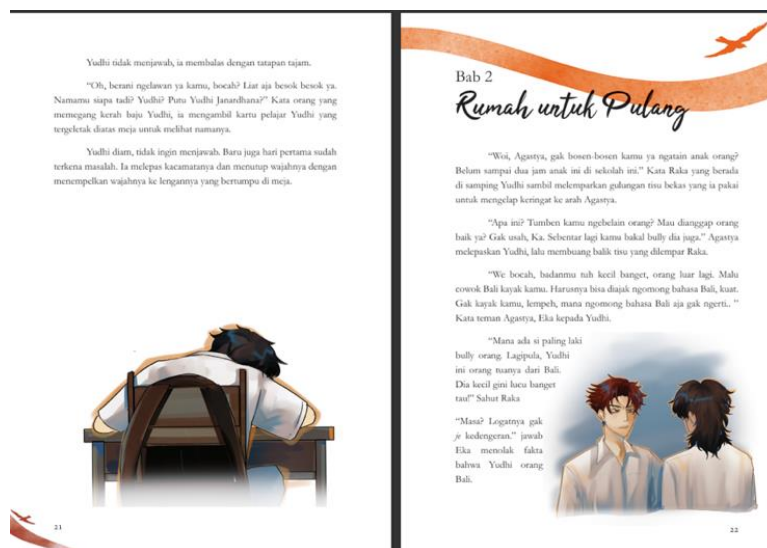 Yudhi tidak menjawab, ia membalas dengan tatapan tajam.
“Oh, berani ngelawan ya kamu, bocah? Liat aja besok besok ya.
Namamu siapa tadi? Yudhi? Putu Yudhi Janardhana?” Kata orang yang
memegang kerah baju Yudhi, ia mengambil kartu pelajar Yudhi yang
tergeletak diatas meja untuk melihat namanya.
Yudhi diam, tidak ingin menjawab. Baru juga hari pertama sudah
terkena masalah. Ia melepas kacamatanya dan menutup wajahnya dengan
menempelkan wajahnya ke lengannya yang bertumpu di meja.
21
Bab 2
Rumah untuk Pulang
“Woi, Agastya, gak bosen-bosen kamu ya ngatain anak orang?
Belum sampai dua jam anak ini di sekolah ini.” Kata Raka yang berada
di samping Yudhi sambil melemparkan gulungan tisu bekas yang ia pakai
untuk mengelap keringat ke arah Agastya.
“Apa ini? Tumben kamu ngebelain orang? Mau dianggap orang
baik ya? Gak usah, Ka. Sebentar lagi kamu bakal bully dia juga.” Agastya
melepaskan Yudhi, lalu membuang balik tisu yang dilempar Raka.
“We bocah, badanmu tuh kecil banget, orang luar lagi. Malu
cowok Bali kayak kamu. Harusnya bisa diajak ngomong bahasa Bali, kuat.
Gak kayak kamu, lempeh, mana ngomong bahasa Bali aja gak ngerti.. ”
Kata teman Agastya, Eka kepada Yudhi.
“Mana ada si paling laki
bully orang. Lagipula, Yudhi
ini orang tuanya dari Bali.
Dia kecil gini lucu banget
tau!” Sahut Raka
“Masa? Logatnya gak
je kedengeran.” jawab
Eka menolak fakta
bahwa Yudhi orang
Bali.
22